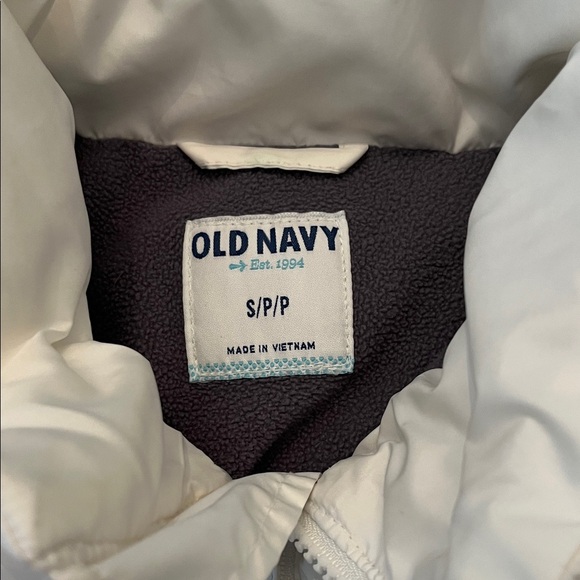 OLD NAVY
Est. 1994
S/P/P
MADE IN VIETNAM